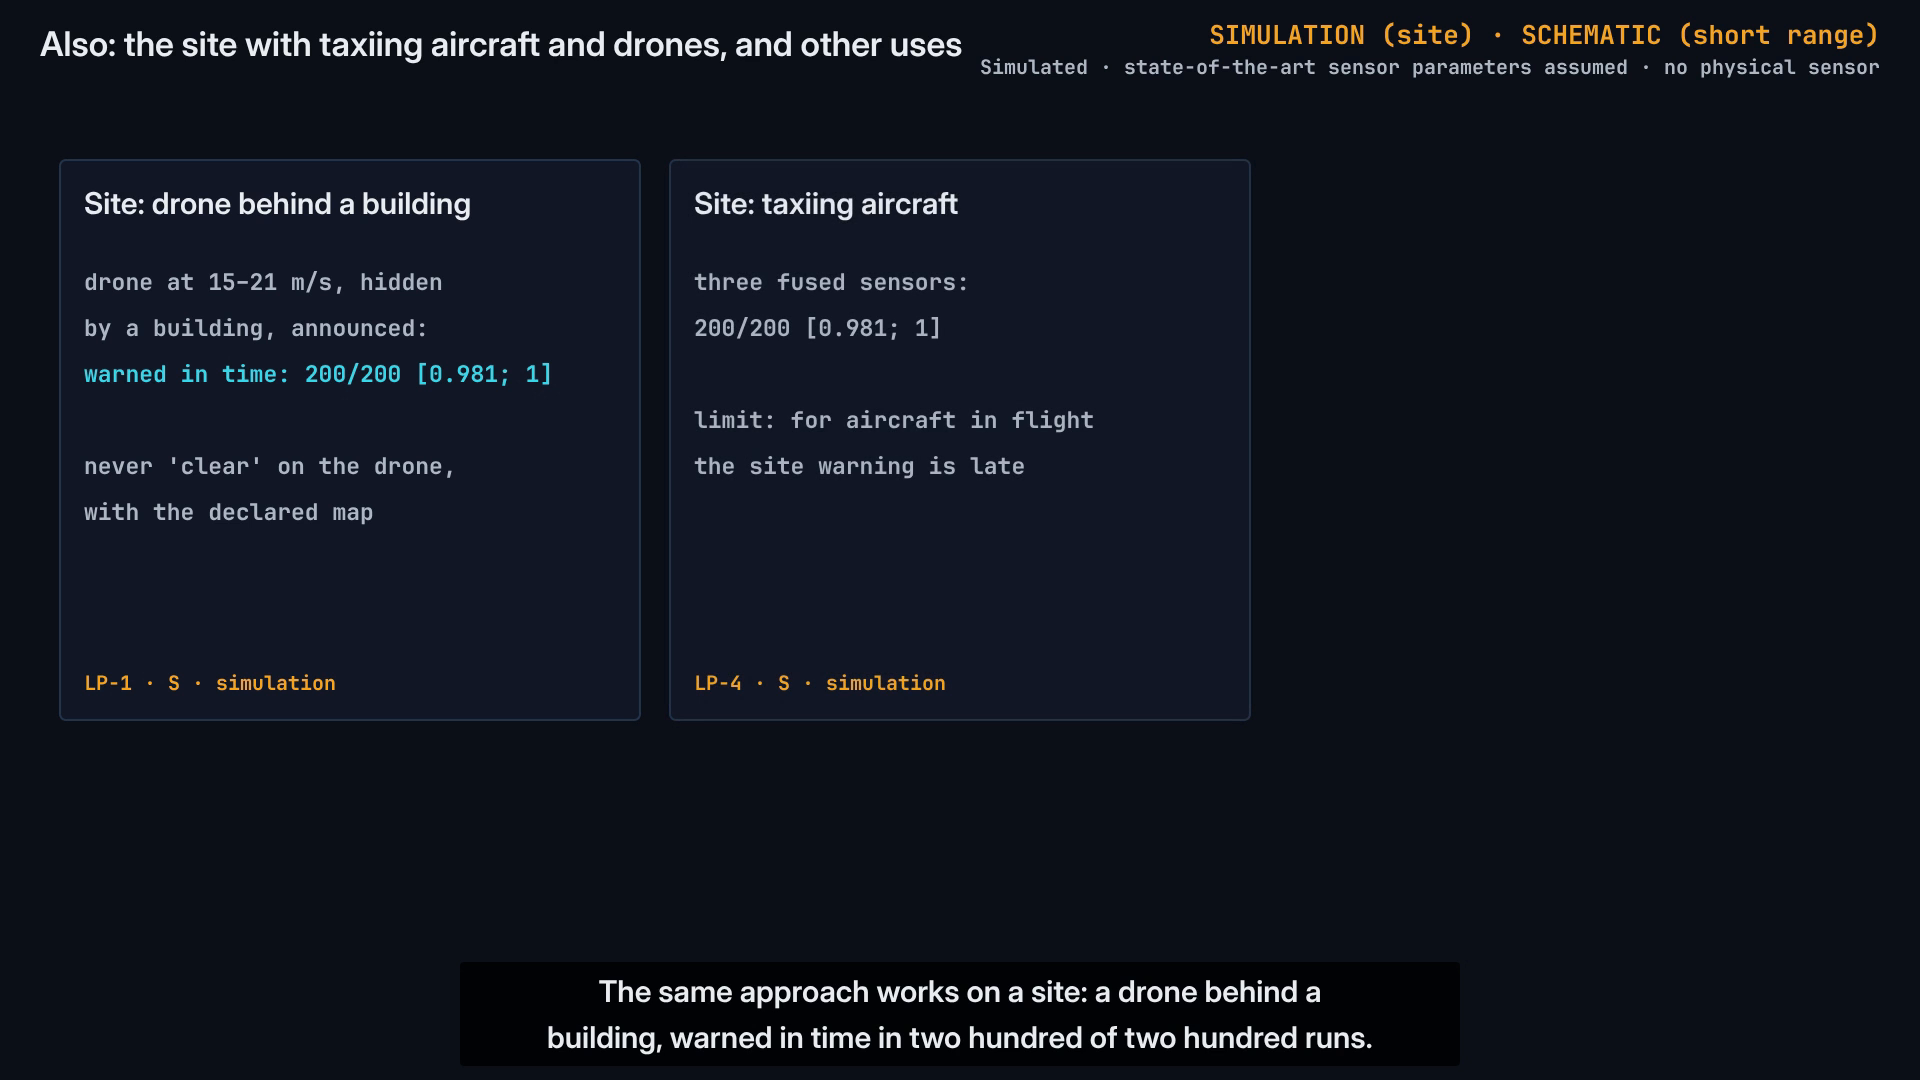 Also: the site with taxiing aircraft and drones, and other uses
SIMULATION (site) · SCHEMATIC (short range)
Simulated · state-of-the-art sensor parameters assumed · no physical sensor
Site: drone behind a building
drone at 15–21 m/s, hidden
by a building, announced:
warned in time: 200/200 [0.981; 1]
never 'clear' on the drone,
with the declared map
LP-1 · S · simulation
Site: taxiing aircraft
three fused sensors:
200/200 [0.981; 1]
limit: for aircraft in flight
the site warning is late
LP-4 · S · simulation
The same approach works on a site: a drone behind a
building, warned in time in two hundred of two hundred runs.